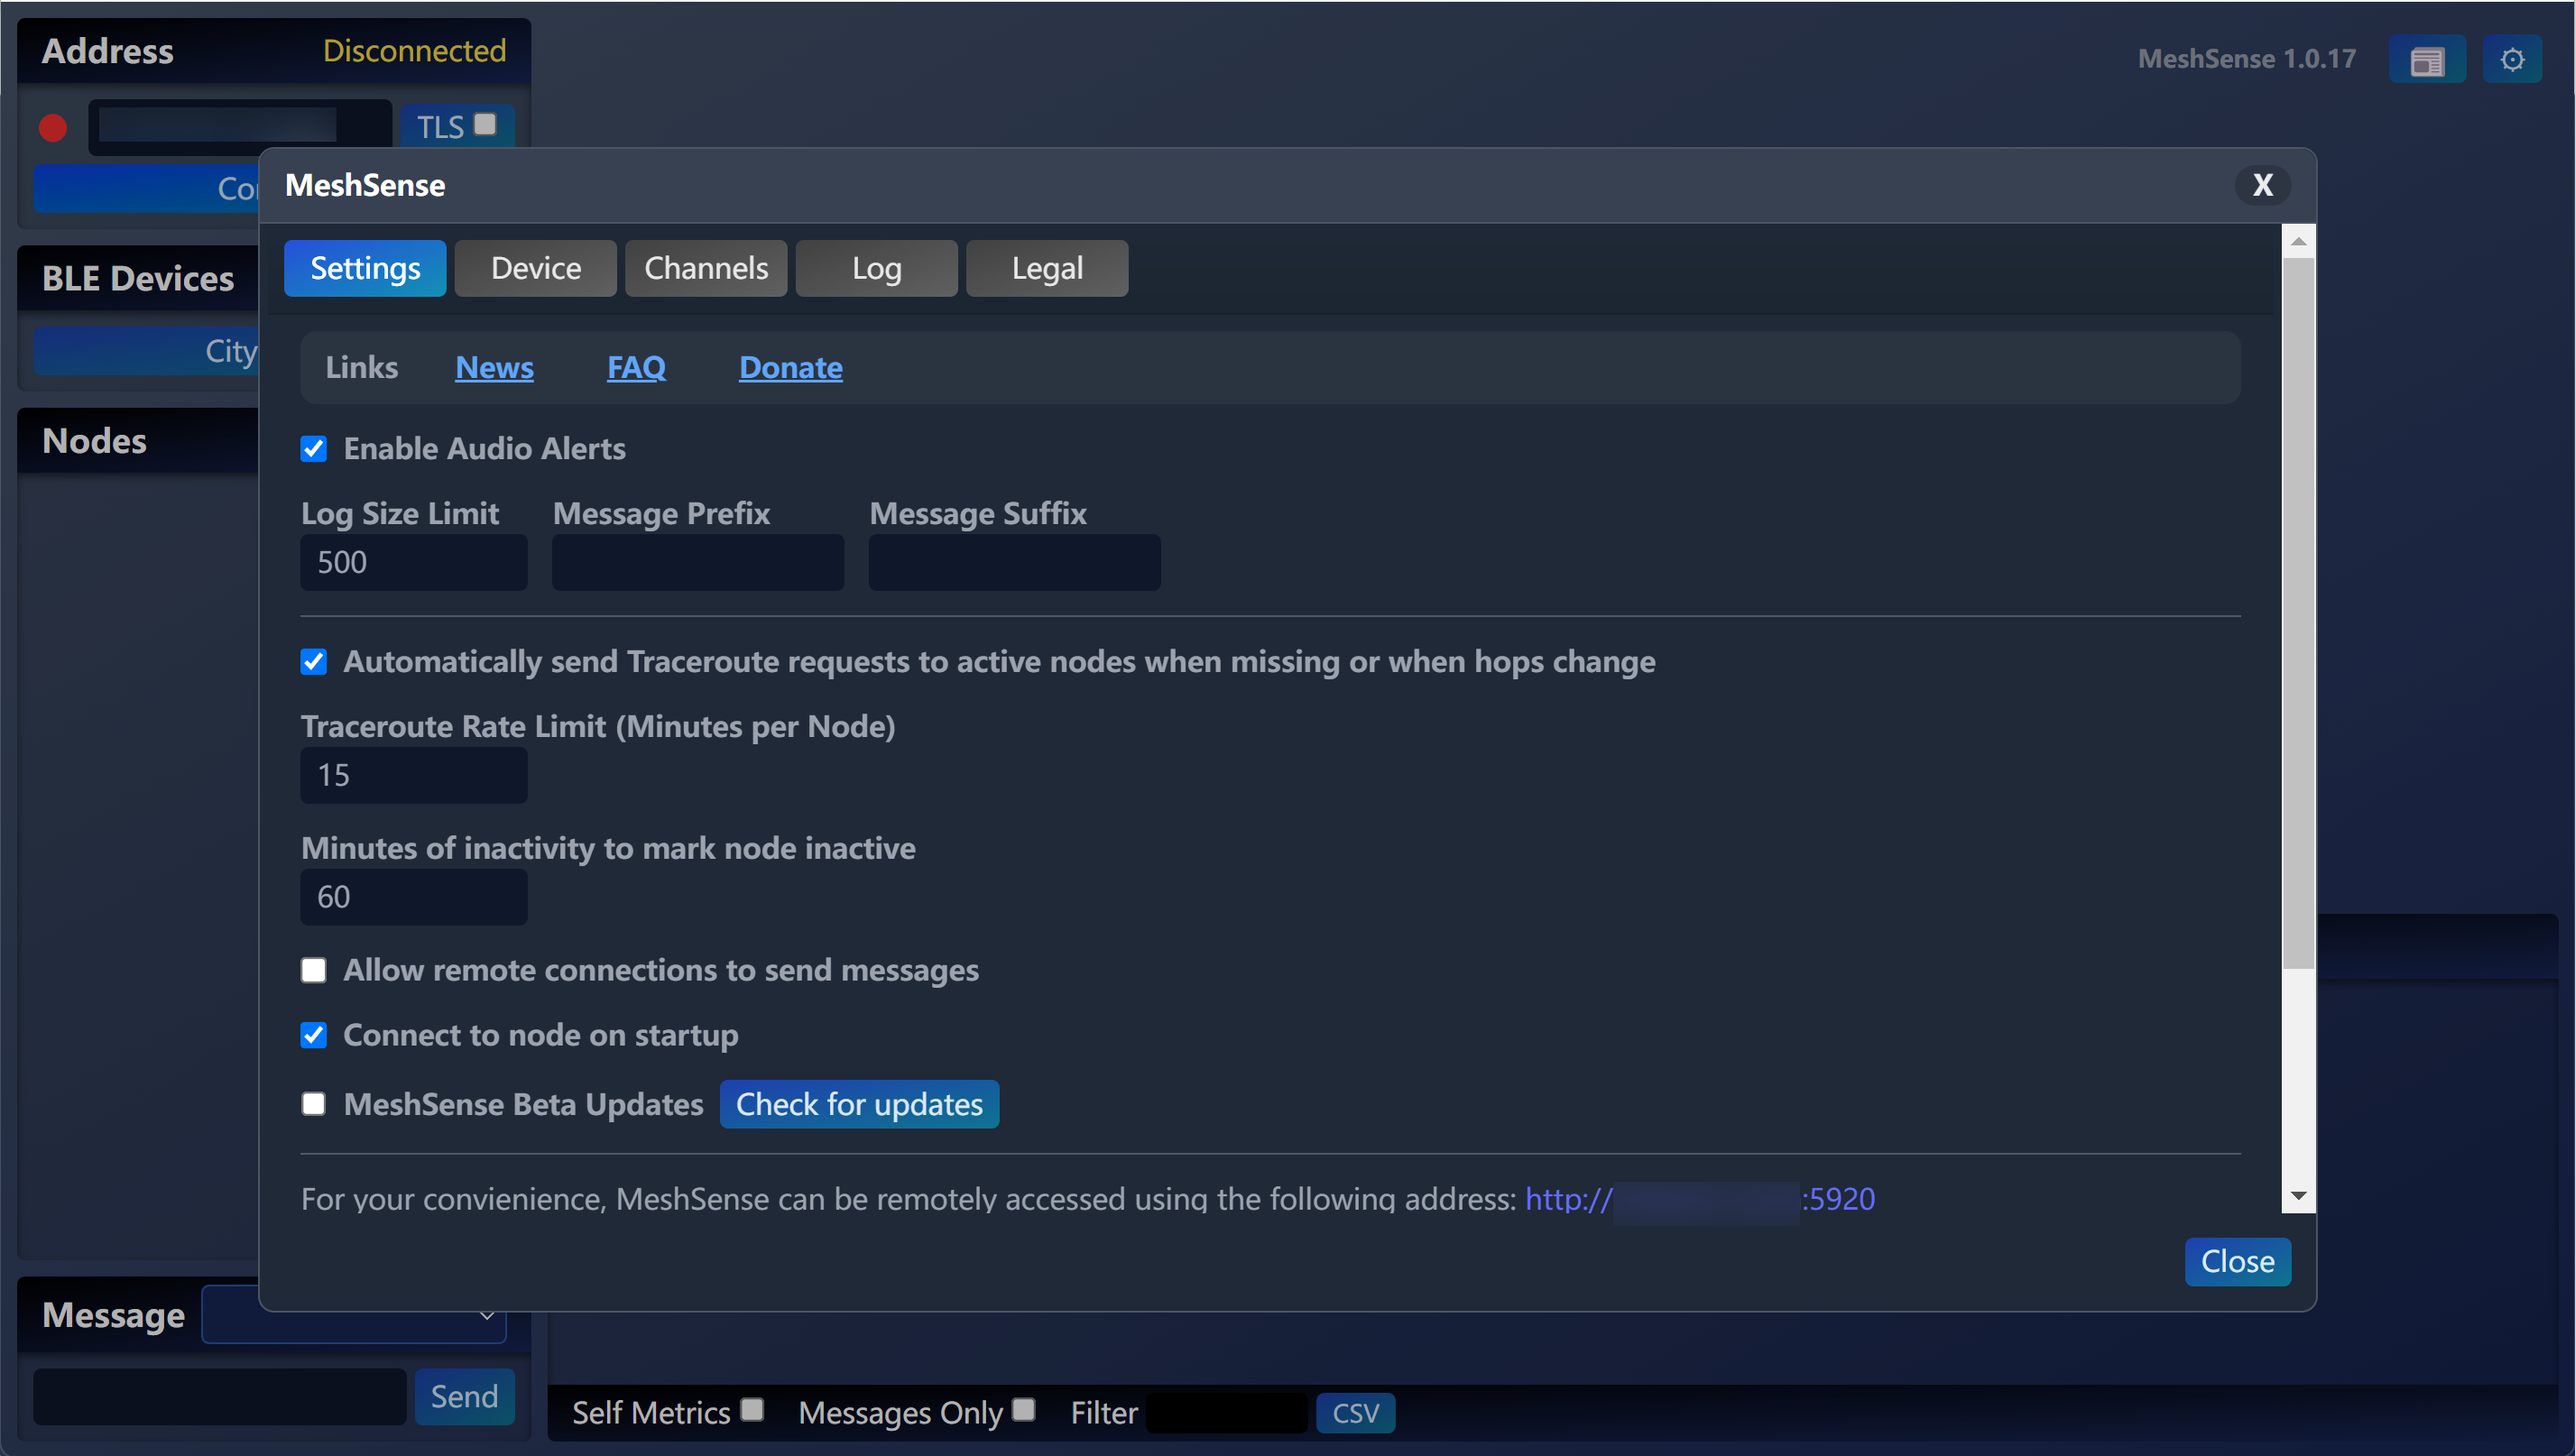 Address Disconnected
MeshSense 1.0.17
TLS
Con
BLE Devices
City
Nodes
MeshSense X
Settings Device Channels Log Legal
Links News FAQ Donate
Enable Audio Alerts
Log Size Limit Message Prefix Message Suffix
500
Automatically send Traceroute requests to active nodes when missing or when hops change
Traceroute Rate Limit (Minutes per Node)
15
Minutes of inactivity to mark node inactive
60
Allow remote connections to send messages
Connect to node on startup
MeshSense Beta Updates Check for updates
For your convienience, MeshSense can be remotely accessed using the following address: http:// :5920
Close
Message
Send
Self Metrics Messages Only Filter CSV